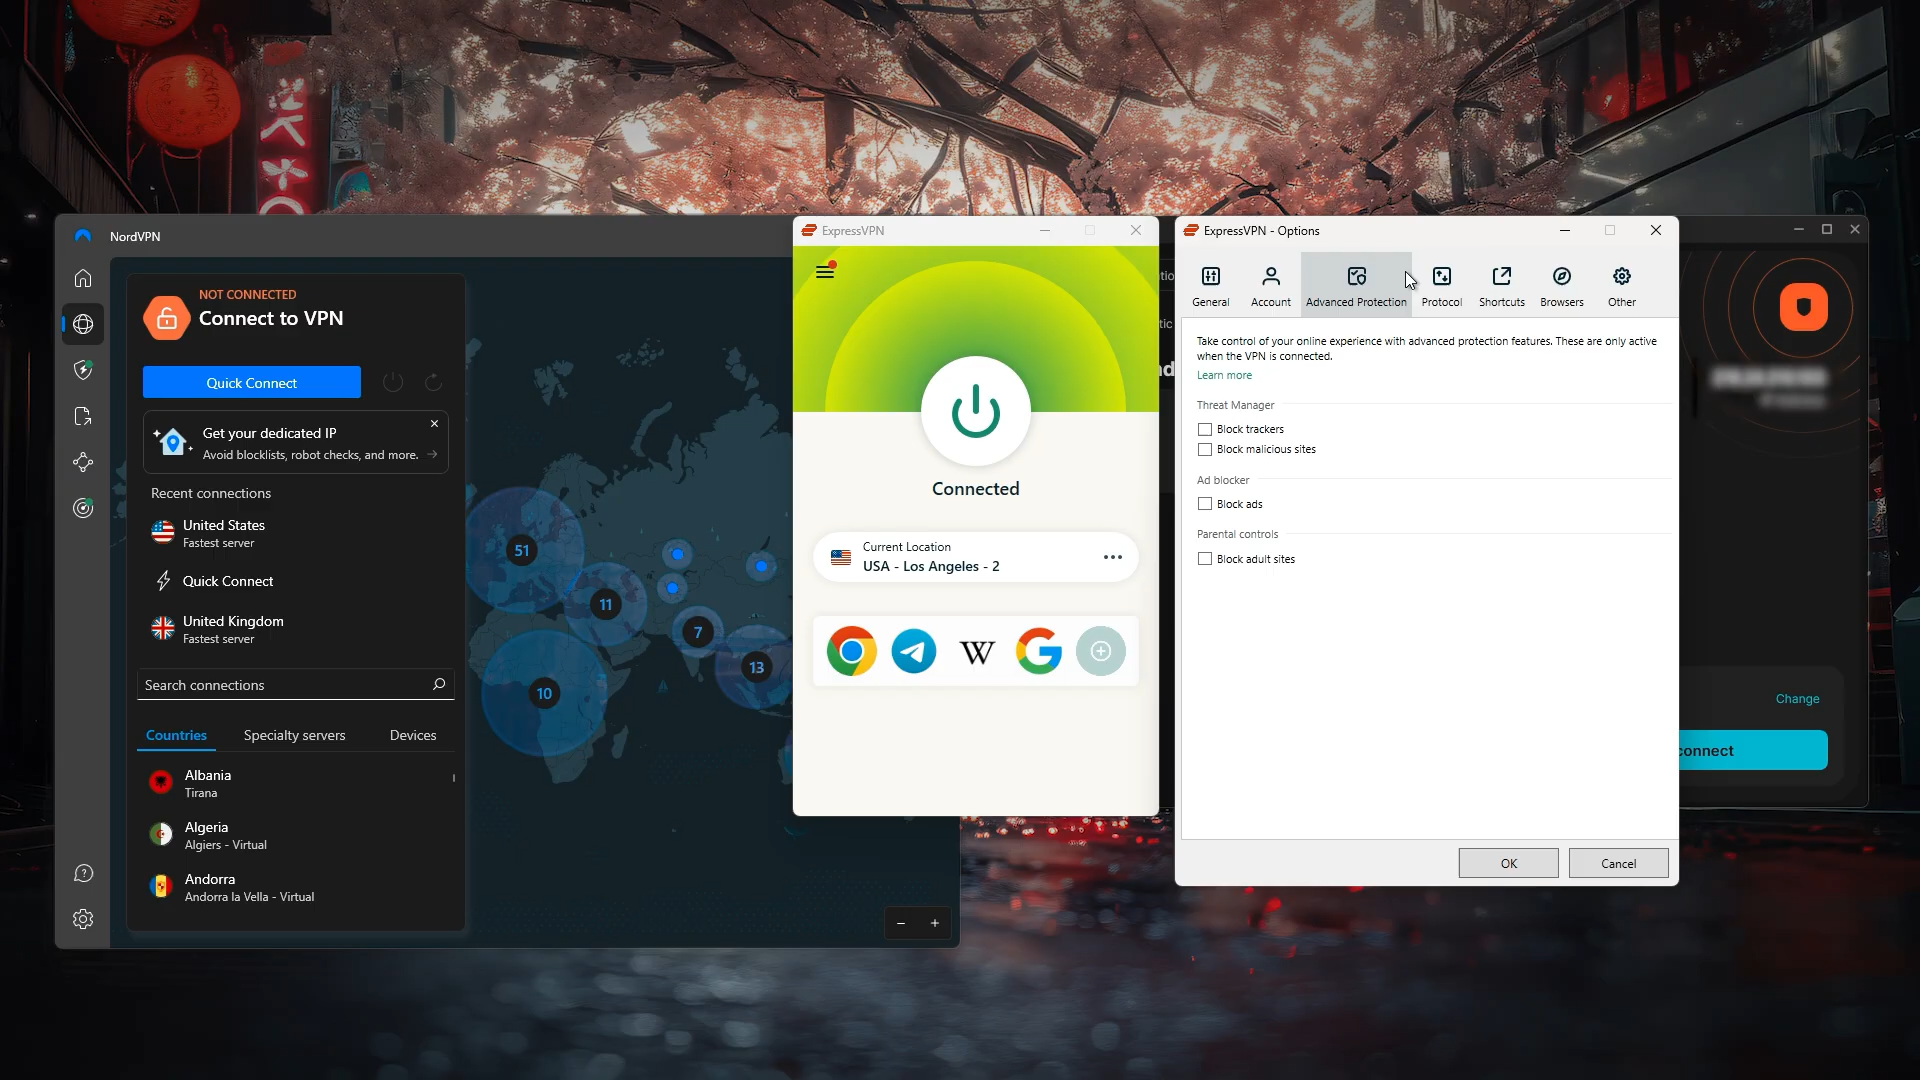 NordVPN
NOT CONNECTED
Connect to VPN
Quick Connect
Get your dedicated IP
Avoid blocklists, robot checks, and more.
Recent connections
United States
Fastest server
Quick Connect
United Kingdom
Fastest server
Search connections
Countries
Specialty servers
Devices
Albania
Tirana
Algeria
Algiers - Virtual
Andorra
Andorra la Vella - Virtual
51
11
7
13
10
ExpressVPN
Connected
Current Location
USA - Los Angeles - 2
W
G
ExpressVPN - Options
General
Account
Advanced Protection
Protocol
Shortcuts
Browsers
Other
Take control of your online experience with advanced protection features. These are only active
when the VPN is connected.
Learn more
Threat Manager
Block trackers
Block malicious sites
Ad blocker
Block ads
Parental controls
Block adult sites
OK
Cancel
Change
connect